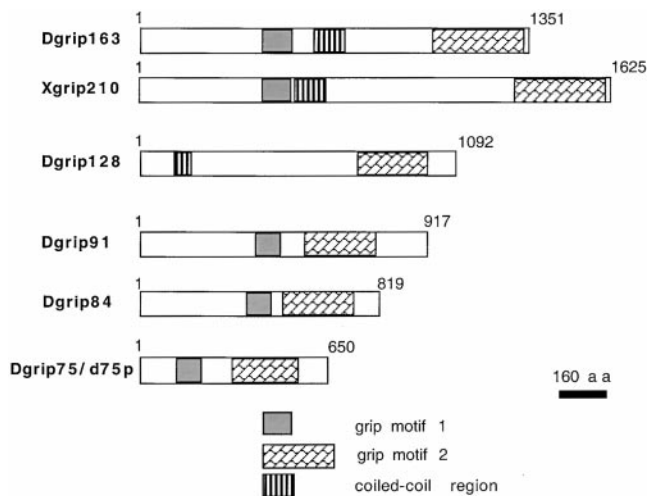 1 1351
Dgrip163
1 1625
Xgrip210
1 1092
Dgrip128
1 917
Dgrip91
1 819
Dgrip84
1 650
Dgrip75/d75p
160 aa
grip motif 1
grip motif 2
coiled-coil region